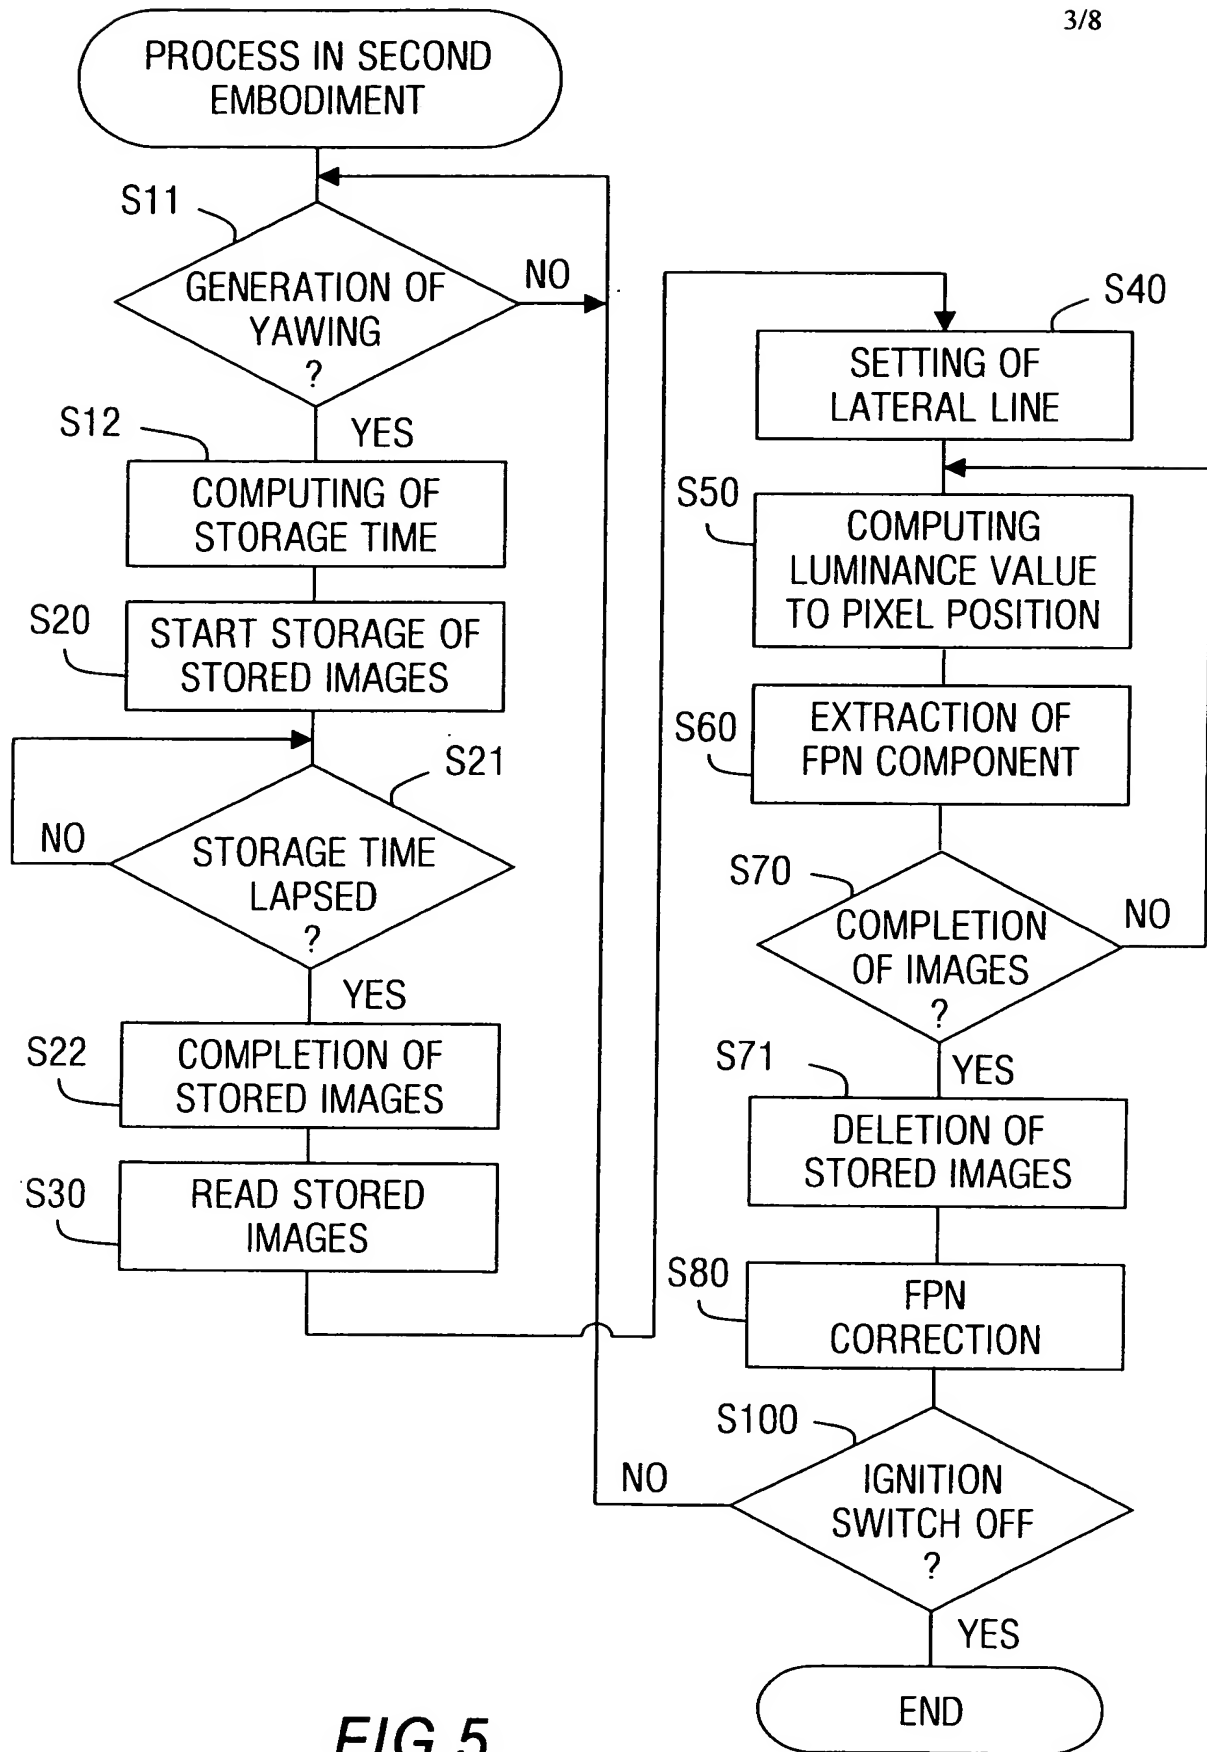 3/8
PROCESS IN SECOND
EMBODIMENT
S11
GENERATION OF
YAWING
?
NO
YES
S12
COMPUTING OF
STORAGE TIME
S20
START STORAGE OF
STORED IMAGES
S21
STORAGE TIME
LAPSED
?
NO
YES
S22
COMPLETION OF
STORED IMAGES
S30
READ STORED
IMAGES
S40
SETTING OF
LATERAL LINE
S50
COMPUTING
LUMINANCE VALUE
TO PIXEL POSITION
S60
EXTRACTION OF
FPN COMPONENT
S70
COMPLETION
OF IMAGES
?
NO
YES
S71
DELETION OF
STORED IMAGES
S80
FPN
CORRECTION
S100
IGNITION
SWITCH OFF
?
NO
YES
END
FIG.5